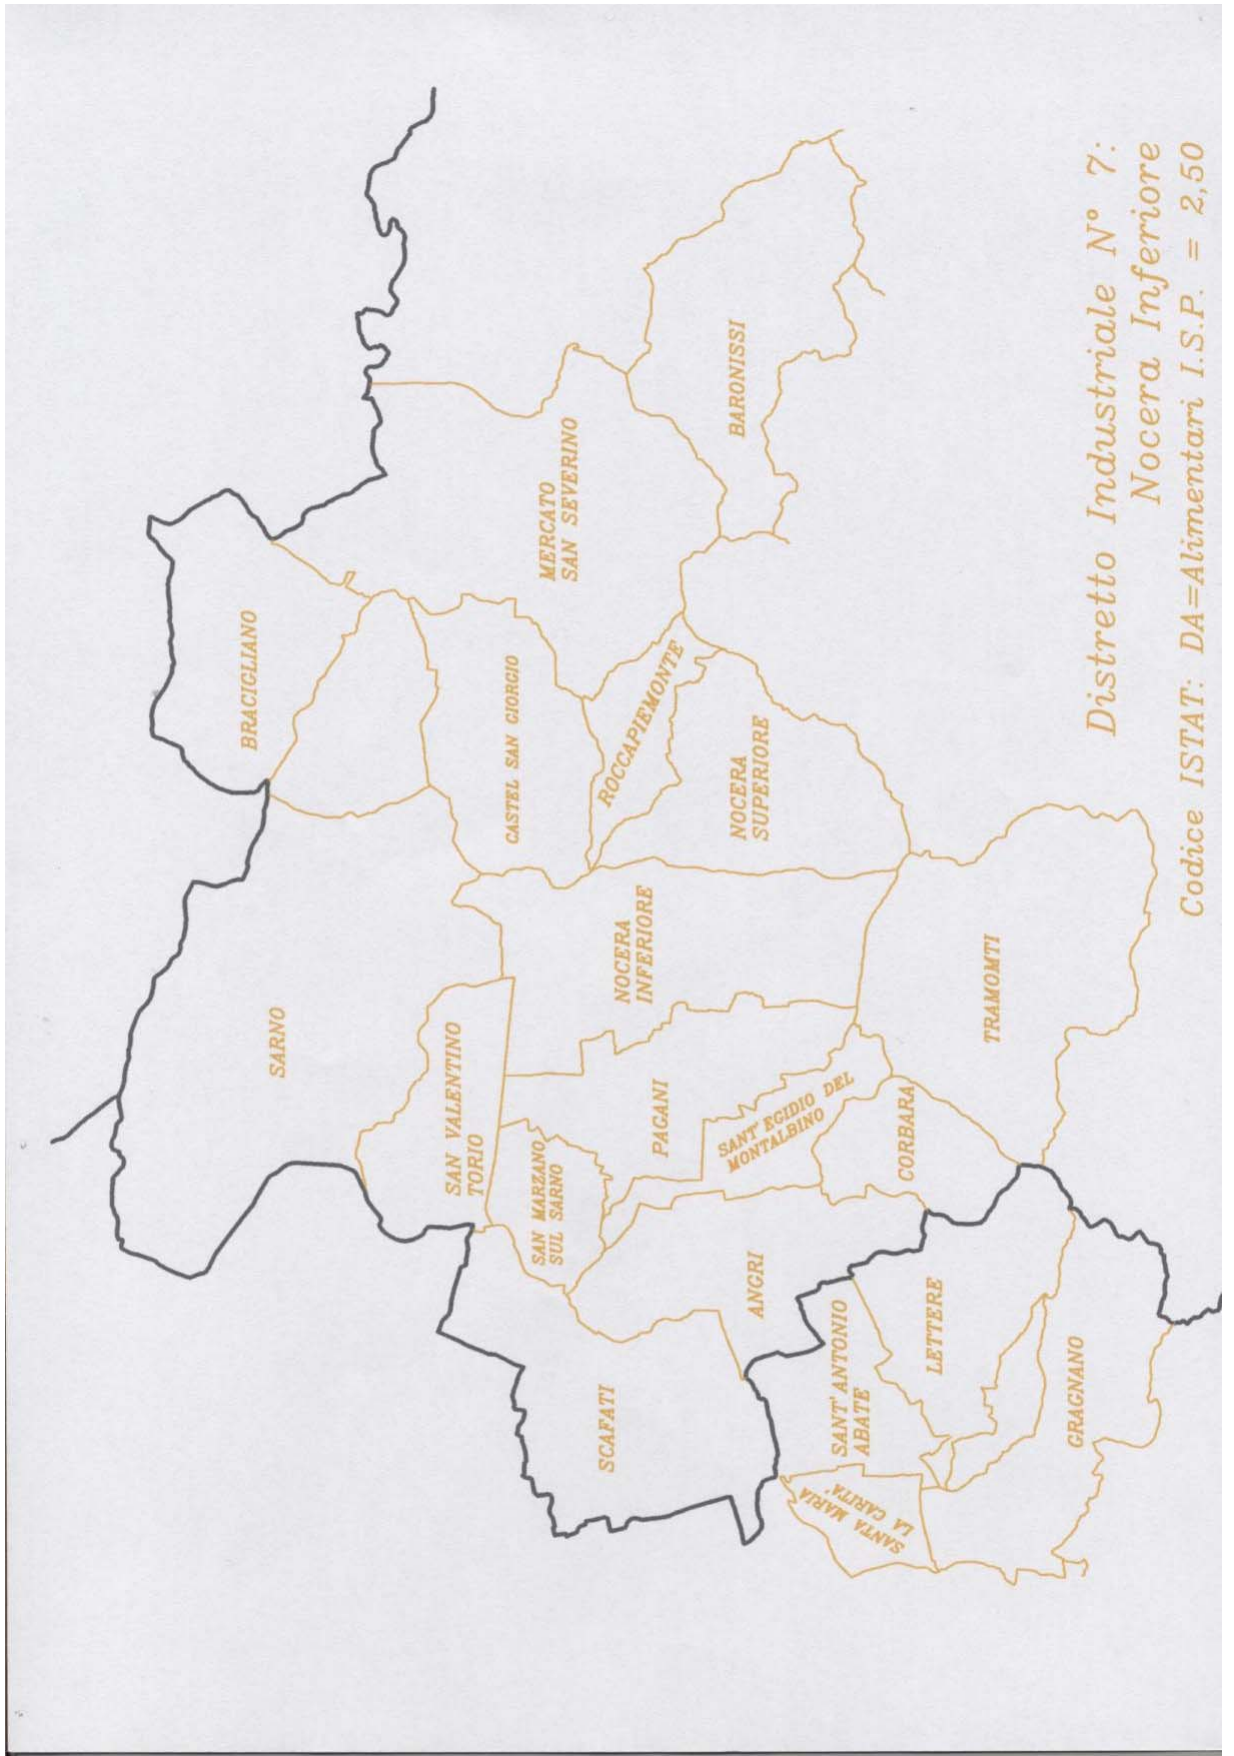 BRACIGLIANO
SARNO
MERCATO
SAN SEVERINO
BARONISSI
CASTEL SAN GIORGIO
ROCCAPIEMONTE
NOCERA
SUPERIORE
NOCERA
INFERIORE
SAN VALENTINO
TORIO
SAN MARZANO
SUL SARNO
PAGANI
SANT' EGIDIO DEL
MONTALBINO
CORBARA
TRAMOMTI
ANGRI
SCAFATI
SANT' ANTONIO
ABATE
LETTERE
GRAGNANO
SANTA MARIA
LA CARITA'
Distretto Industriale N° 7:
Nocera Inferiore
Codice ISTAT: DA=Alimentari I.S.P. = 2,50